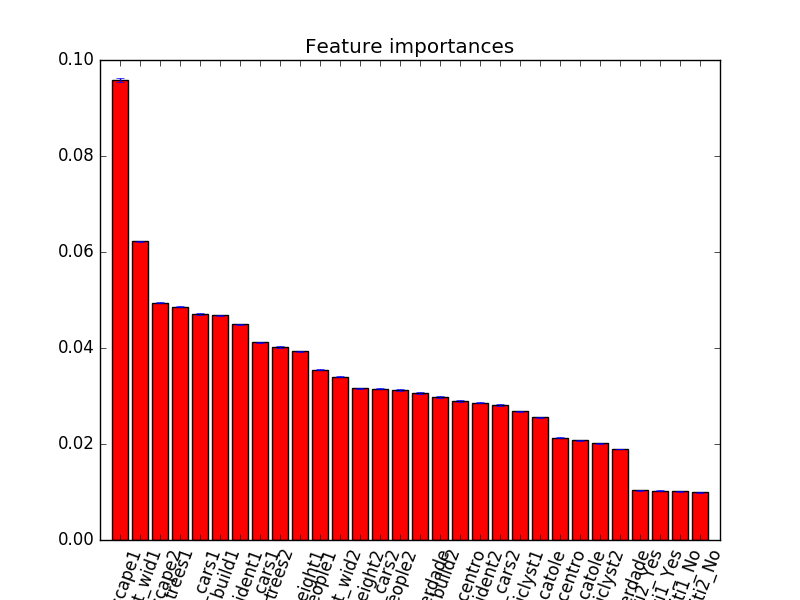 Feature importances
0.10
0.08
0.06
0.04
0.02
0.00
cape1
t_wid1
cape2
trees1
cars1
build1
ident1
cars1
trees2
eight1
eople1
t_wid2
eight2
cars2
eople2
erdade
build2
centro
ident2
cars2
iclyst1
catole
centro
catole
iclyst2
erdade
i2_Yes
i1_Yes
ti1_No
ti2_No